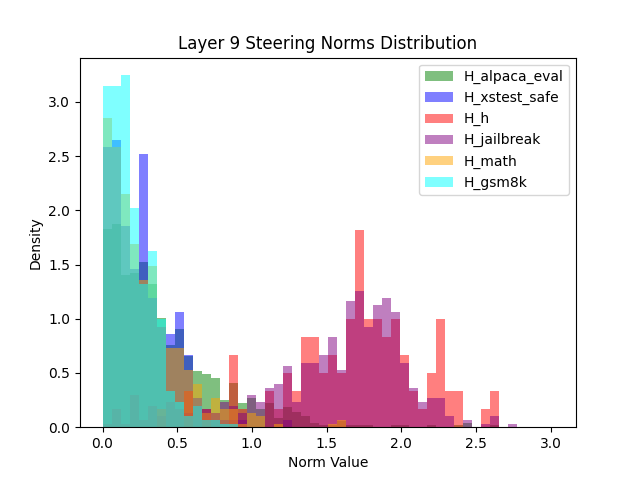 Layer 9 Steering Norms Distribution
H_alpaca_eval
H_xstest_safe
H_h
H_jailbreak
H_math
H_gsm8k
Density
3.0
2.5
2.0
1.5
1.0
0.5
0.0
0.0 0.5 1.0 1.5 2.0 2.5 3.0
Norm Value